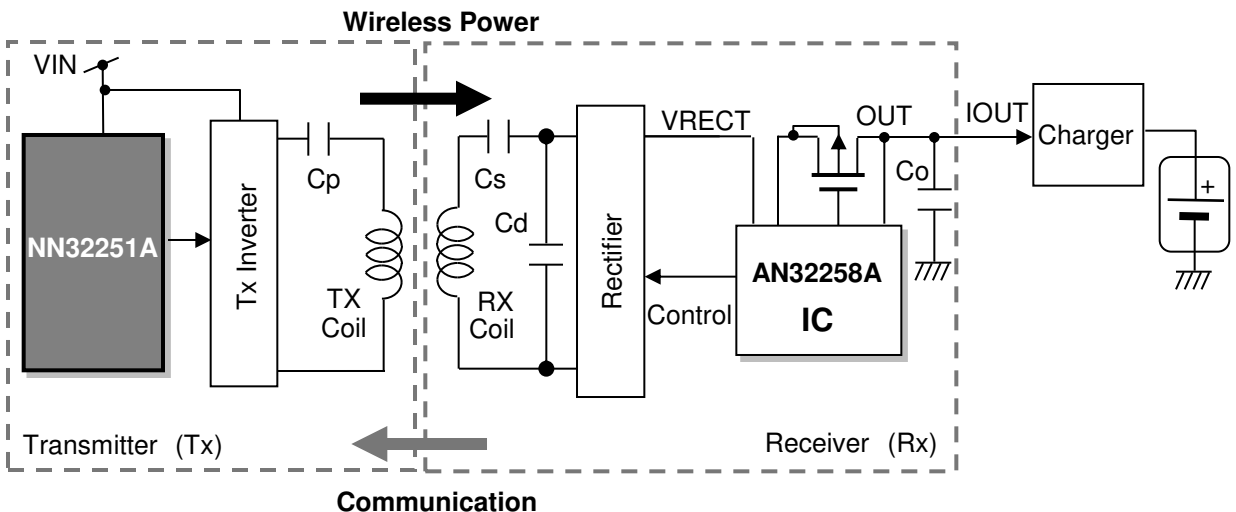 Wireless Power
VIN
NN32251A
Tx Inverter
Cp
TX
Coil
Transmitter (Tx)
Cs
Cd
RX
Coil
Rectifier
VRECT
Control
AN32258A
IC
OUT
Co
IOUT
Charger
+
Receiver (Rx)
Communication